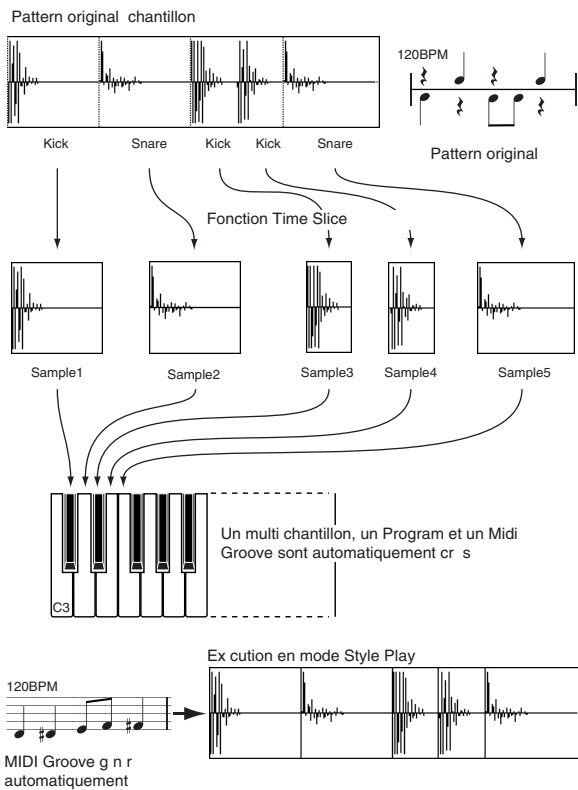 Pattern original chantillon
120BPM
Kick
Snare
Kick
Kick
Snare
Pattern original
Fonction Time Slice
Sample1
Sample2
Sample3
Sample4
Sample5
Un multi chantillon, un Program et un Midi
Groove sont automatiquement cr s
C3
Ex cution en mode Style Play
120BPM
MIDI Groove g n r
automatiquement